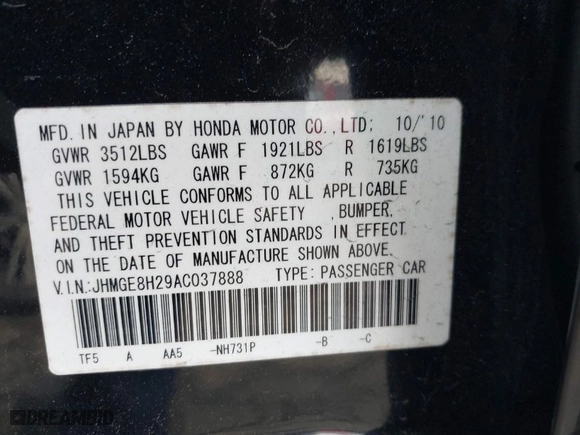 MFD. IN JAPAN BY HONDA MOTOR CO.,LTD: 10/'10
GVWR 3512LBS GAWR F 1921LBS R 1619LBS
GVWR 1594KG GAWR F 872KG R 735KG
THIS VEHICLE CONFORMS TO ALL APPLICABLE
FEDERAL MOTOR VEHICLE SAFETY ,BUMPER,
AND THEFT PREVENTION STANDARDS IN EFFECT
ON THE DATE OF MANUFACTURE SHOWN ABOVE.
V.I.N:JHMGE8H29AC037888 TYPE: PASSENGER CAR
TF5 A AA5 -NH731P -B -C
DREAMBID